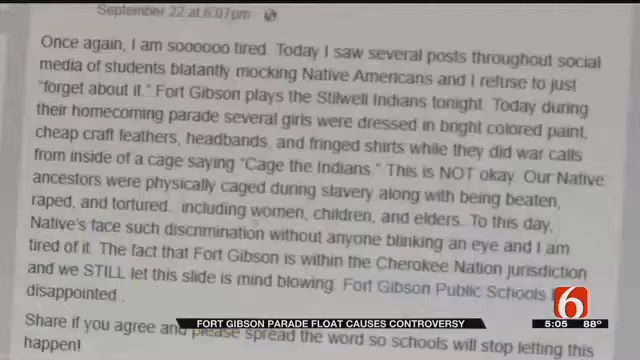 September 22 at 6:07pm
Once again, I am soooooo tired. Today I saw several posts throughout social
media of students blatantly mocking Native Americans and I refuse to just
"forget about it." Fort Gibson plays the Stilwell Indians tonight. Today during
their homecoming parade several girls were dressed in bright colored paint,
cheap craft feathers, headbands, and fringed shirts while they did war calls
from inside of a cage saying "Cage the Indians." This is NOT okay. Our Native
ancestors were physically caged during slavery along with being beaten,
raped, and tortured.. including women, children, and elders. To this day,
Native's face such discrimination without anyone blinking an eye and I am
tired of it. The fact that Fort Gibson is within the Cherokee Nation jurisdiction
and we STILL let this slide is mind blowing. Fort Gibson Public Schools
disappointed.
Share if you agree and please spread the word so schools will stop letting this
happen!
FORT GIBSON PARADE FLOAT CAUSES CONTROVERSY
6
5:05 88°